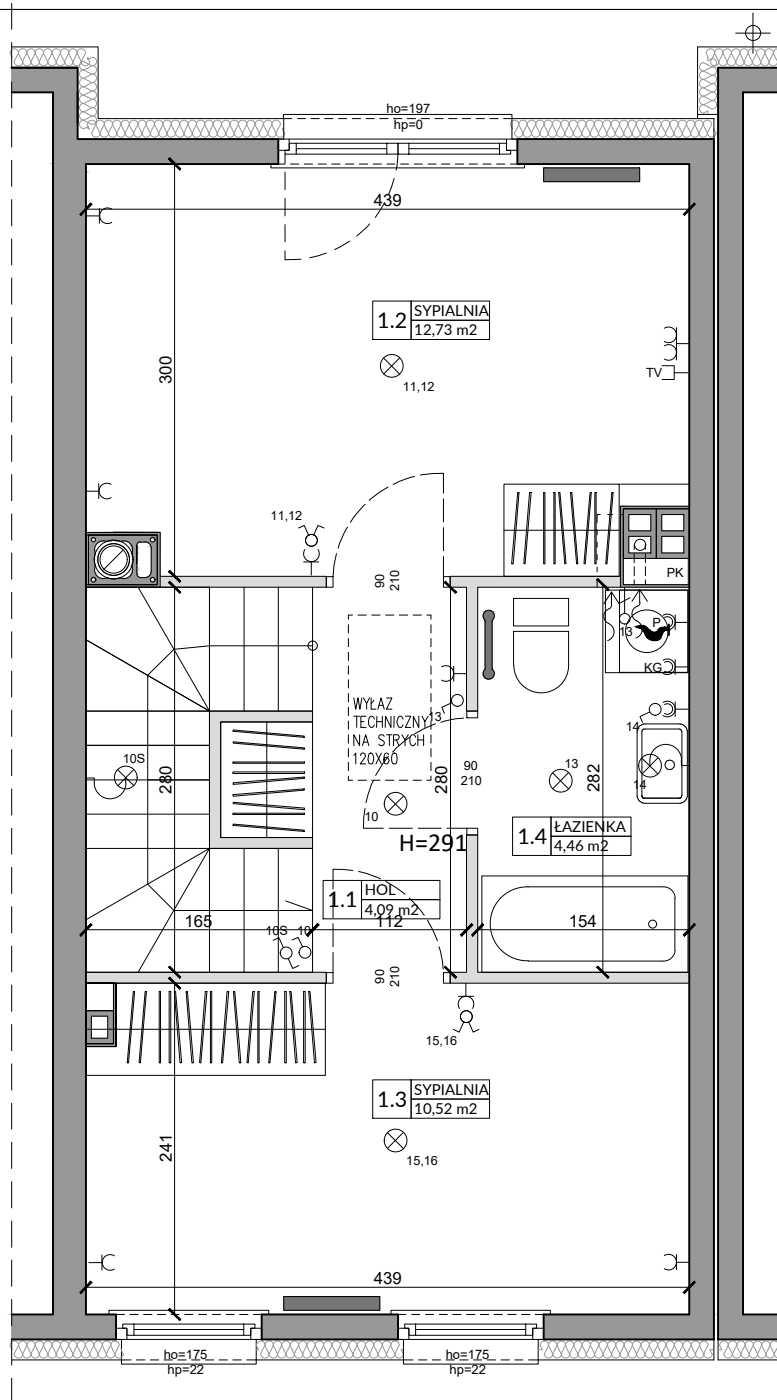 ho=197
hp=0
439
1.2 SYPIALNIA
12,73 m2
300
11,12
TV
11,12
90
210
PK
P
13
KG
WYŁAZ
TECHNICZNY
NA STRYCH
120X60
13
14
10S
280
280
90
210
13
282
14
10
H=291
1.4 ŁAZIENKA
4,46 m2
1.1 HOL
4,09 m2
165
112
154
10S 10
90
210
15,16
1.3 SYPIALNIA
10,52 m2
241
15,16
439
ho=175
hp=22
ho=175
hp=22